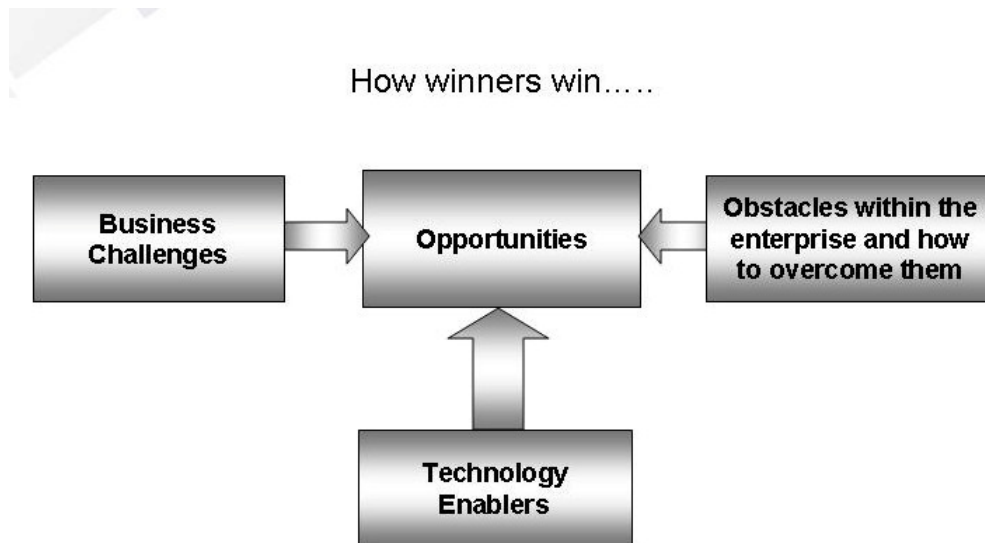 How winners win.....
Business
Challenges
Opportunities
Obstacles within the
enterprise and how
to overcome them
Technology
Enablers